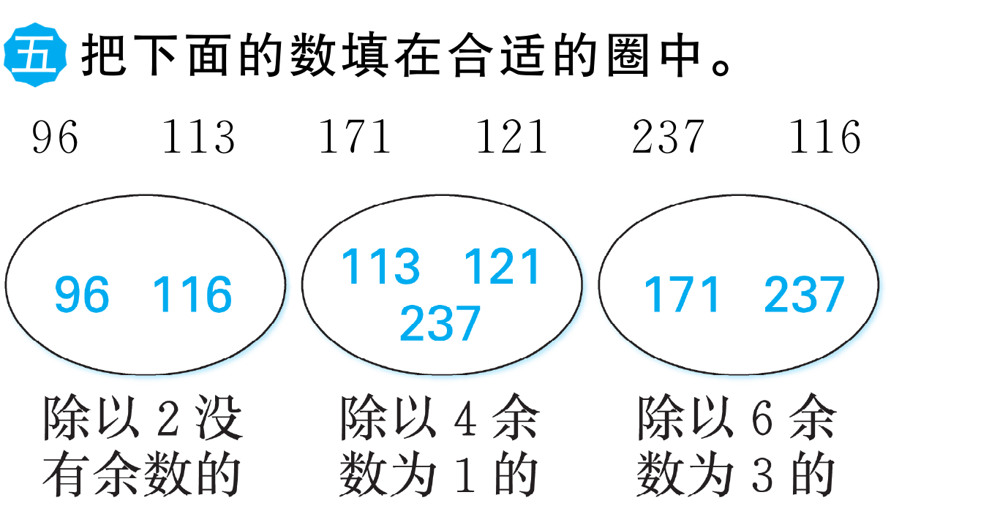 五 把下面的数填在合适的圈中。
96 113 171 121 237 116
96 116
113 121
237
171 237
除以 2 没
有余数的
除以 4 余
数为 1 的
除以 6 余
数为 3 的